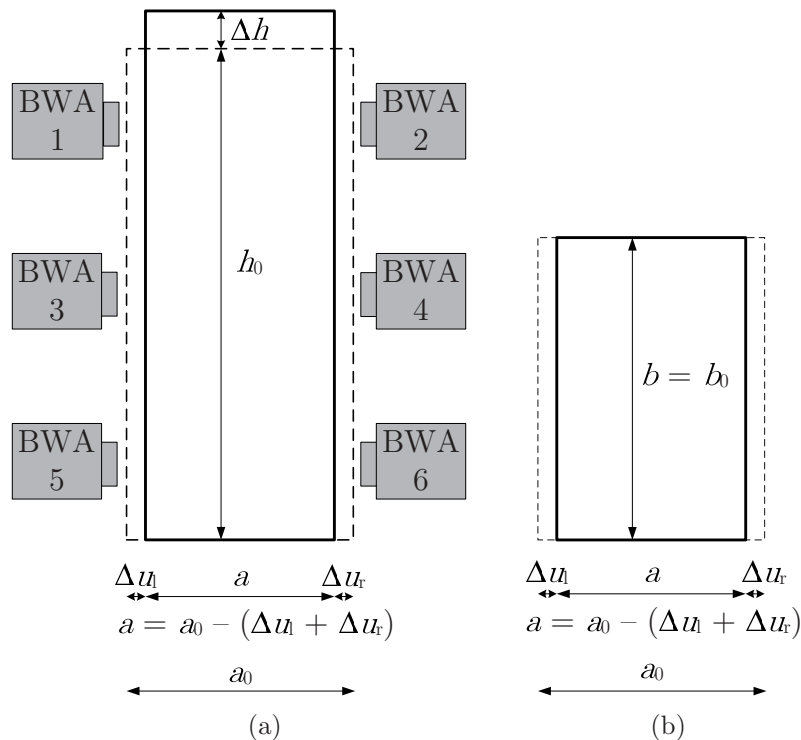 Δh
BWA
1
BWA
2
h₀
BWA
3
BWA
4
b = b₀
BWA
5
BWA
6
Δuₗ
a
Δuᵣ
a = a₀ – (Δuₗ + Δuᵣ)
a₀
(a)
Δuₗ
a
Δuᵣ
a = a₀ – (Δuₗ + Δuᵣ)
a₀
(b)